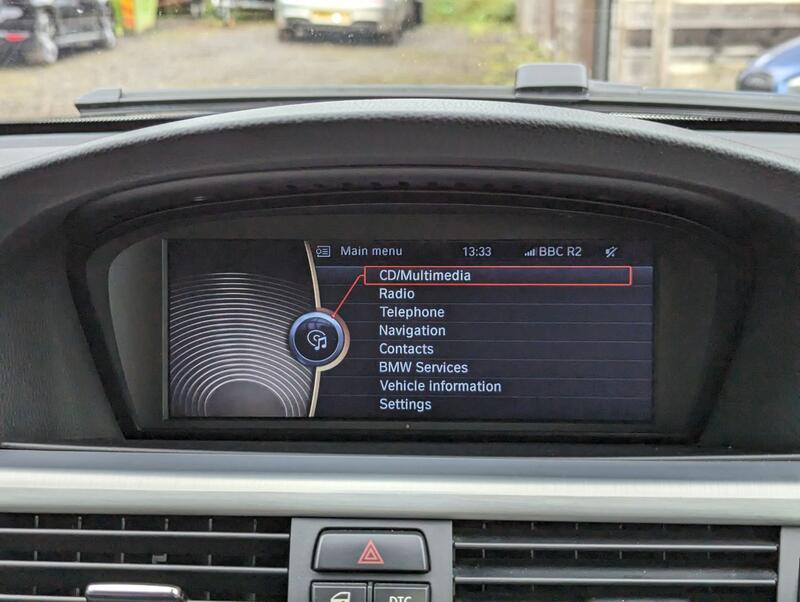 Main menu 13:33 BBC R2
CD/Multimedia
Radio
Telephone
Navigation
Contacts
BMW Services
Vehicle information
Settings
DTC